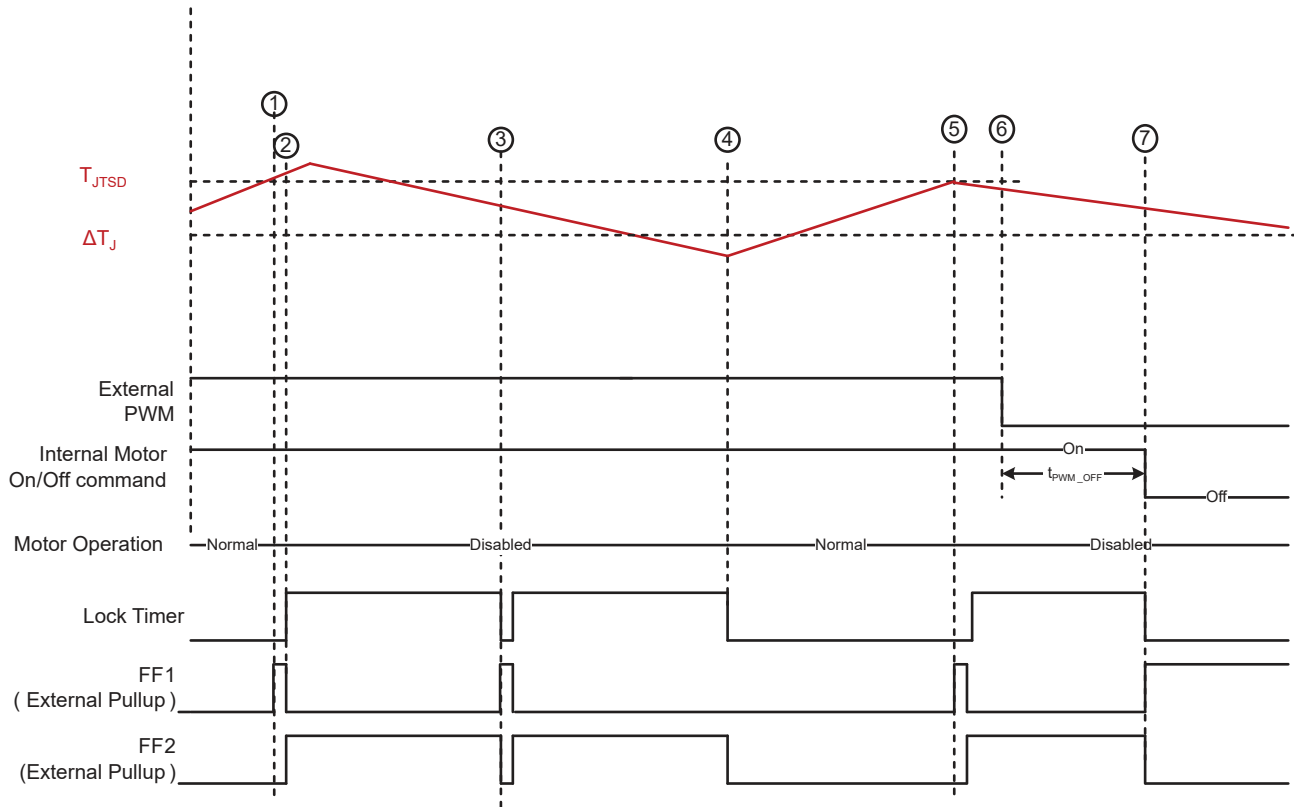 1
2
3
4
5
6
7
TJTSD
ΔTJ
External
PWM
Internal Motor
On/Off command
On
tPWM_OFF
Off
Motor Operation
Normal
Disabled
Normal
Disabled
Lock Timer
FF1
( External Pullup )
FF2
(External Pullup )